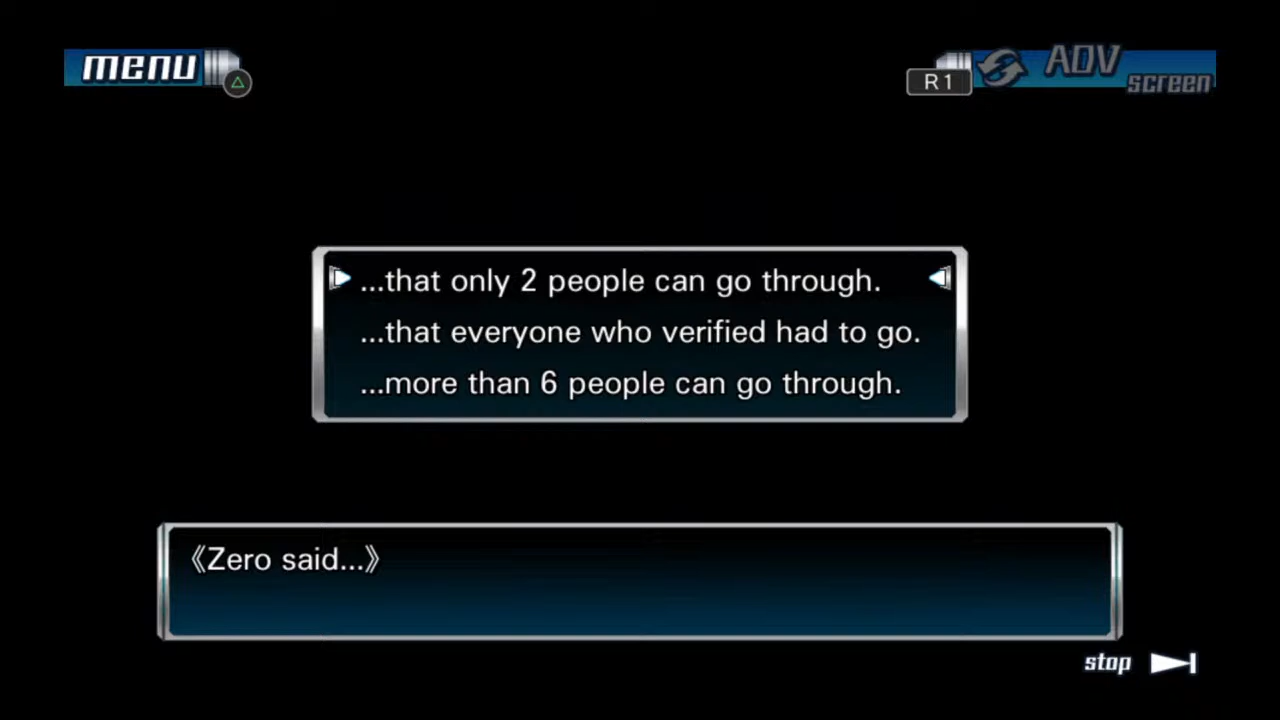 menu
R1 ADV
screen
...that only 2 people can go through.
...that everyone who verified had to go.
...more than 6 people can go through.
《Zero said...》
stop